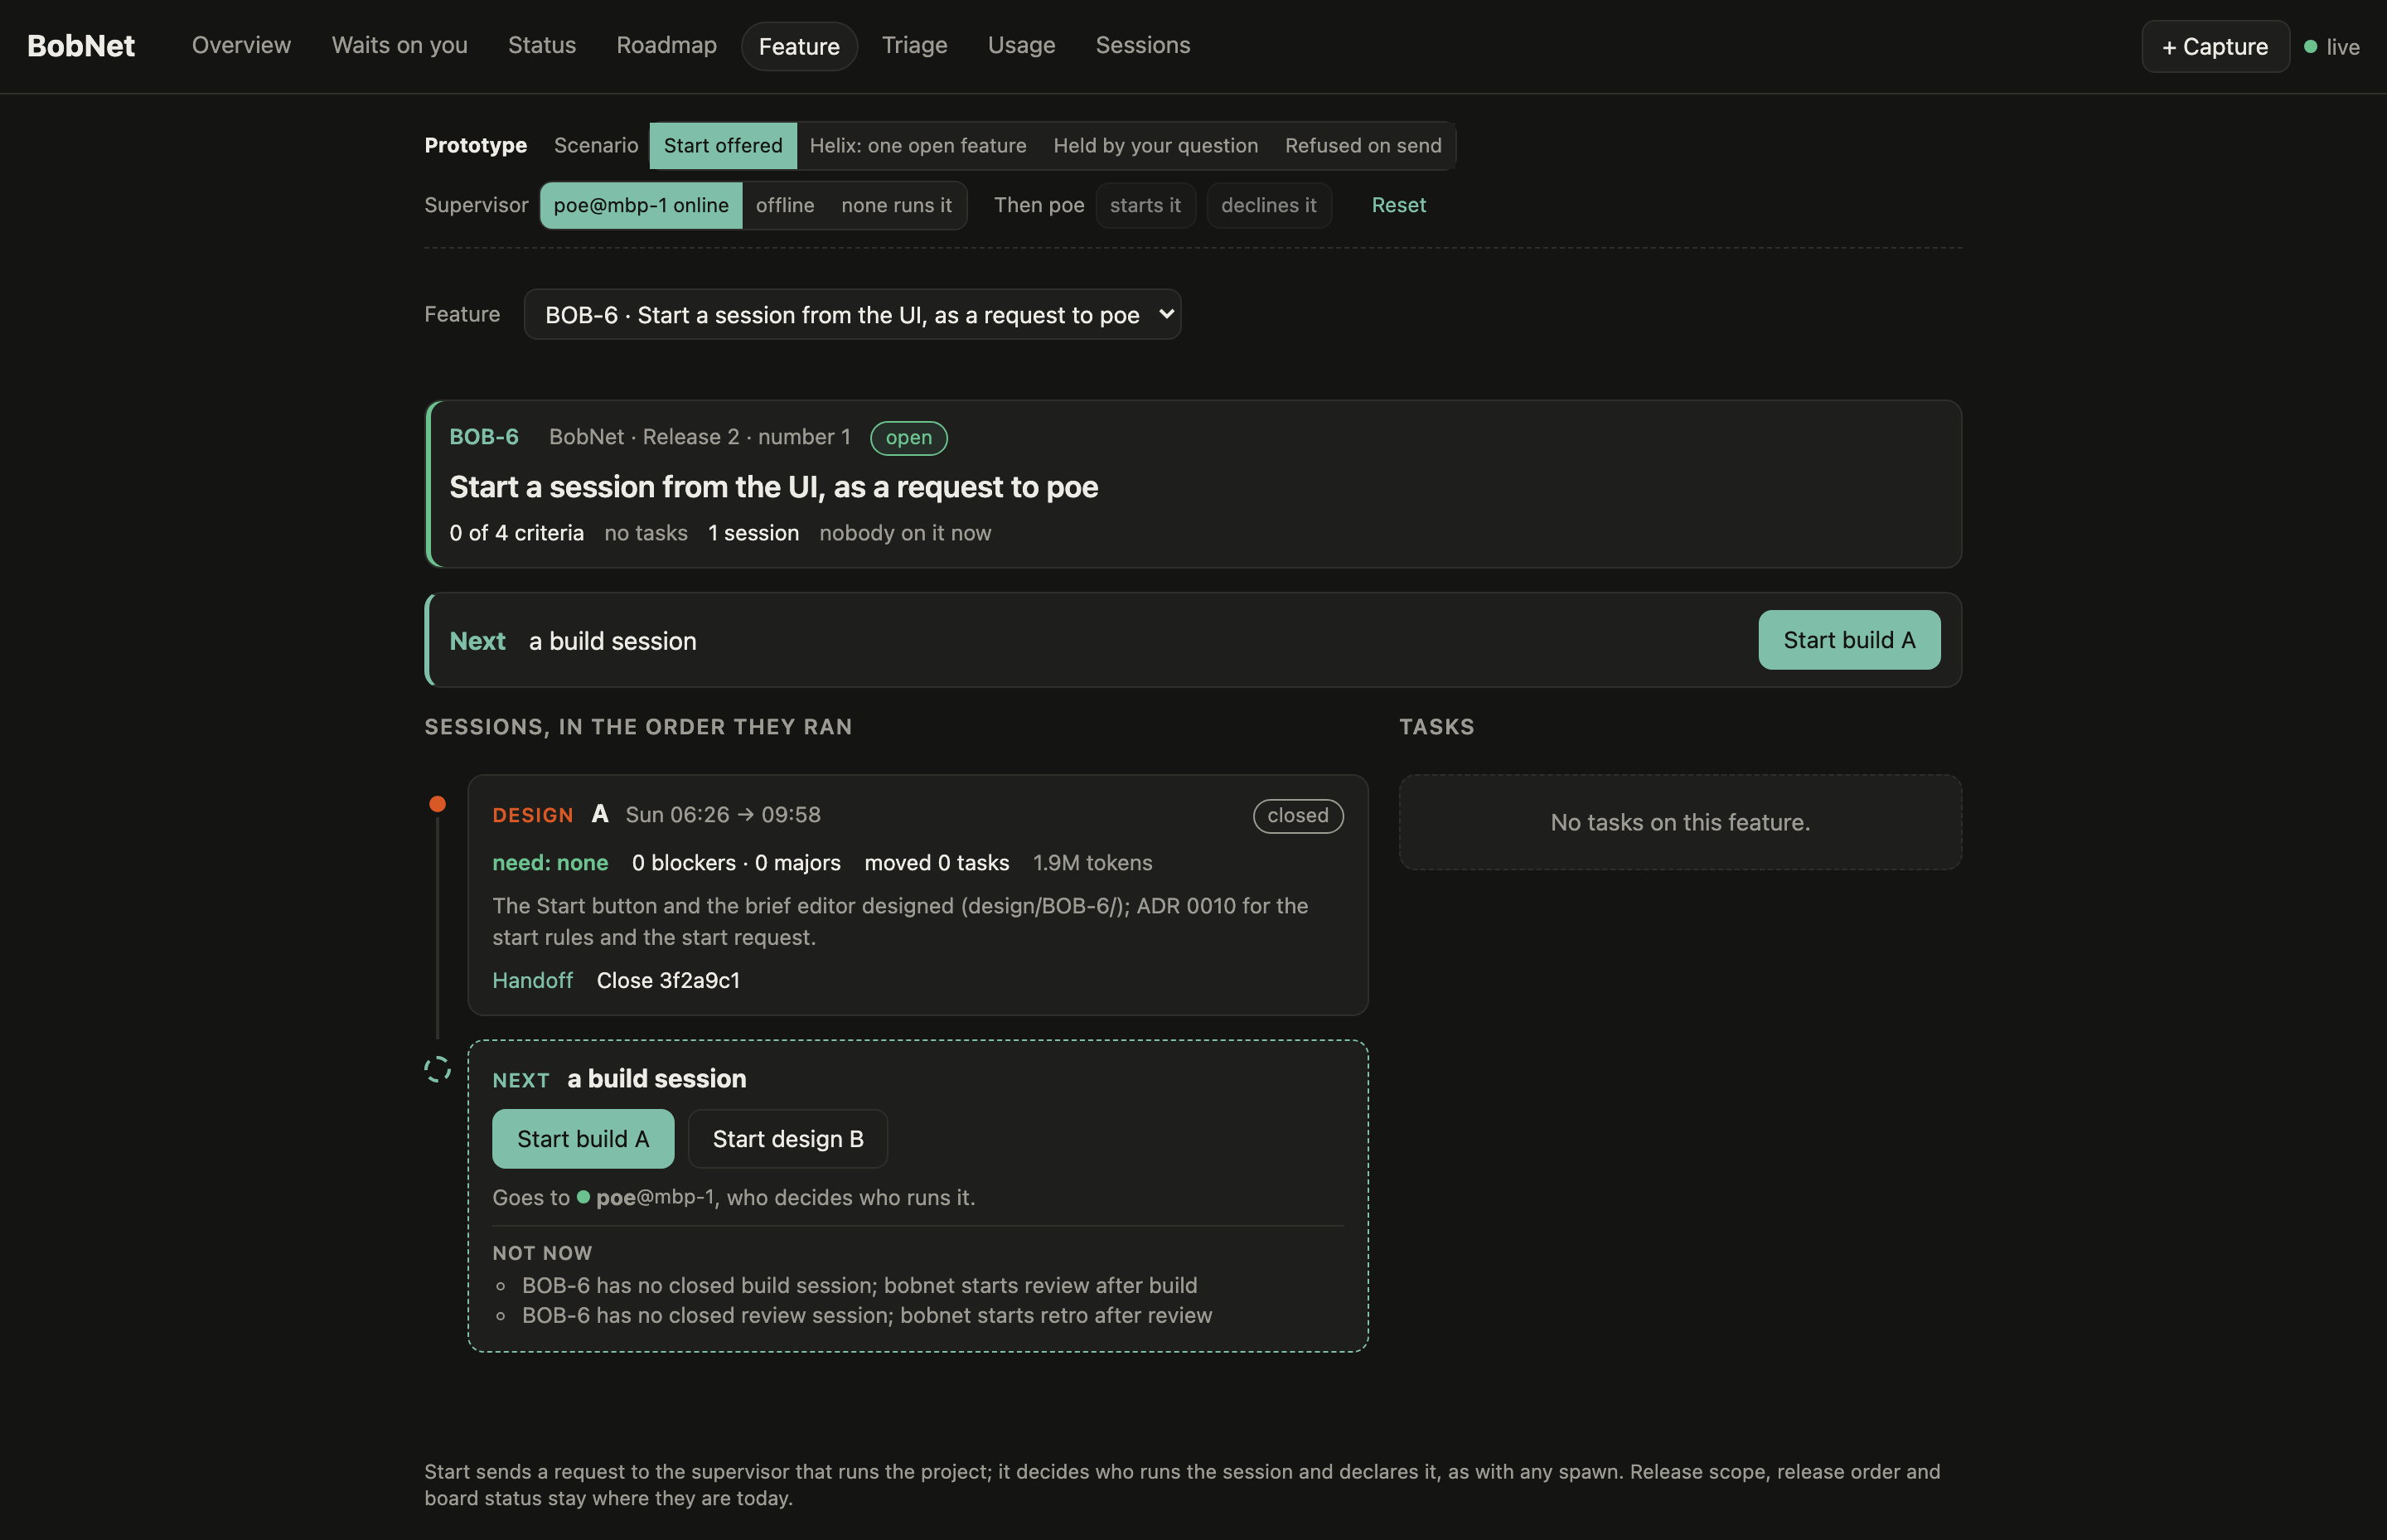 BobNet Overview Waits on you Status Roadmap Feature Triage Usage Sessions + Capture live
Prototype Scenario Start offered Helix: one open feature Held by your question Refused on send
Supervisor poe@mbp-1 online offline none runs it Then poe starts it declines it Reset
Feature BOB-6 · Start a session from the UI, as a request to poe
BOB-6 BobNet · Release 2 · number 1 open
Start a session from the UI, as a request to poe
0 of 4 criteria no tasks 1 session nobody on it now
Next a build session Start build A
SESSIONS, IN THE ORDER THEY RAN
DESIGN A Sun 06:26 → 09:58 closed
need: none 0 blockers · 0 majors moved 0 tasks 1.9M tokens
The Start button and the brief editor designed (design/BOB-6/); ADR 0010 for the
start rules and the start request.
Handoff Close 3f2a9c1
NEXT a build session
Start build A Start design B
Goes to poe@mbp-1, who decides who runs it.
NOT NOW
BOB-6 has no closed build session; bobnet starts review after build
BOB-6 has no closed review session; bobnet starts retro after review
TASKS
No tasks on this feature.
Start sends a request to the supervisor that runs the project; it decides who runs the session and declares it, as with any spawn. Release scope, release order and
board status stay where they are today.